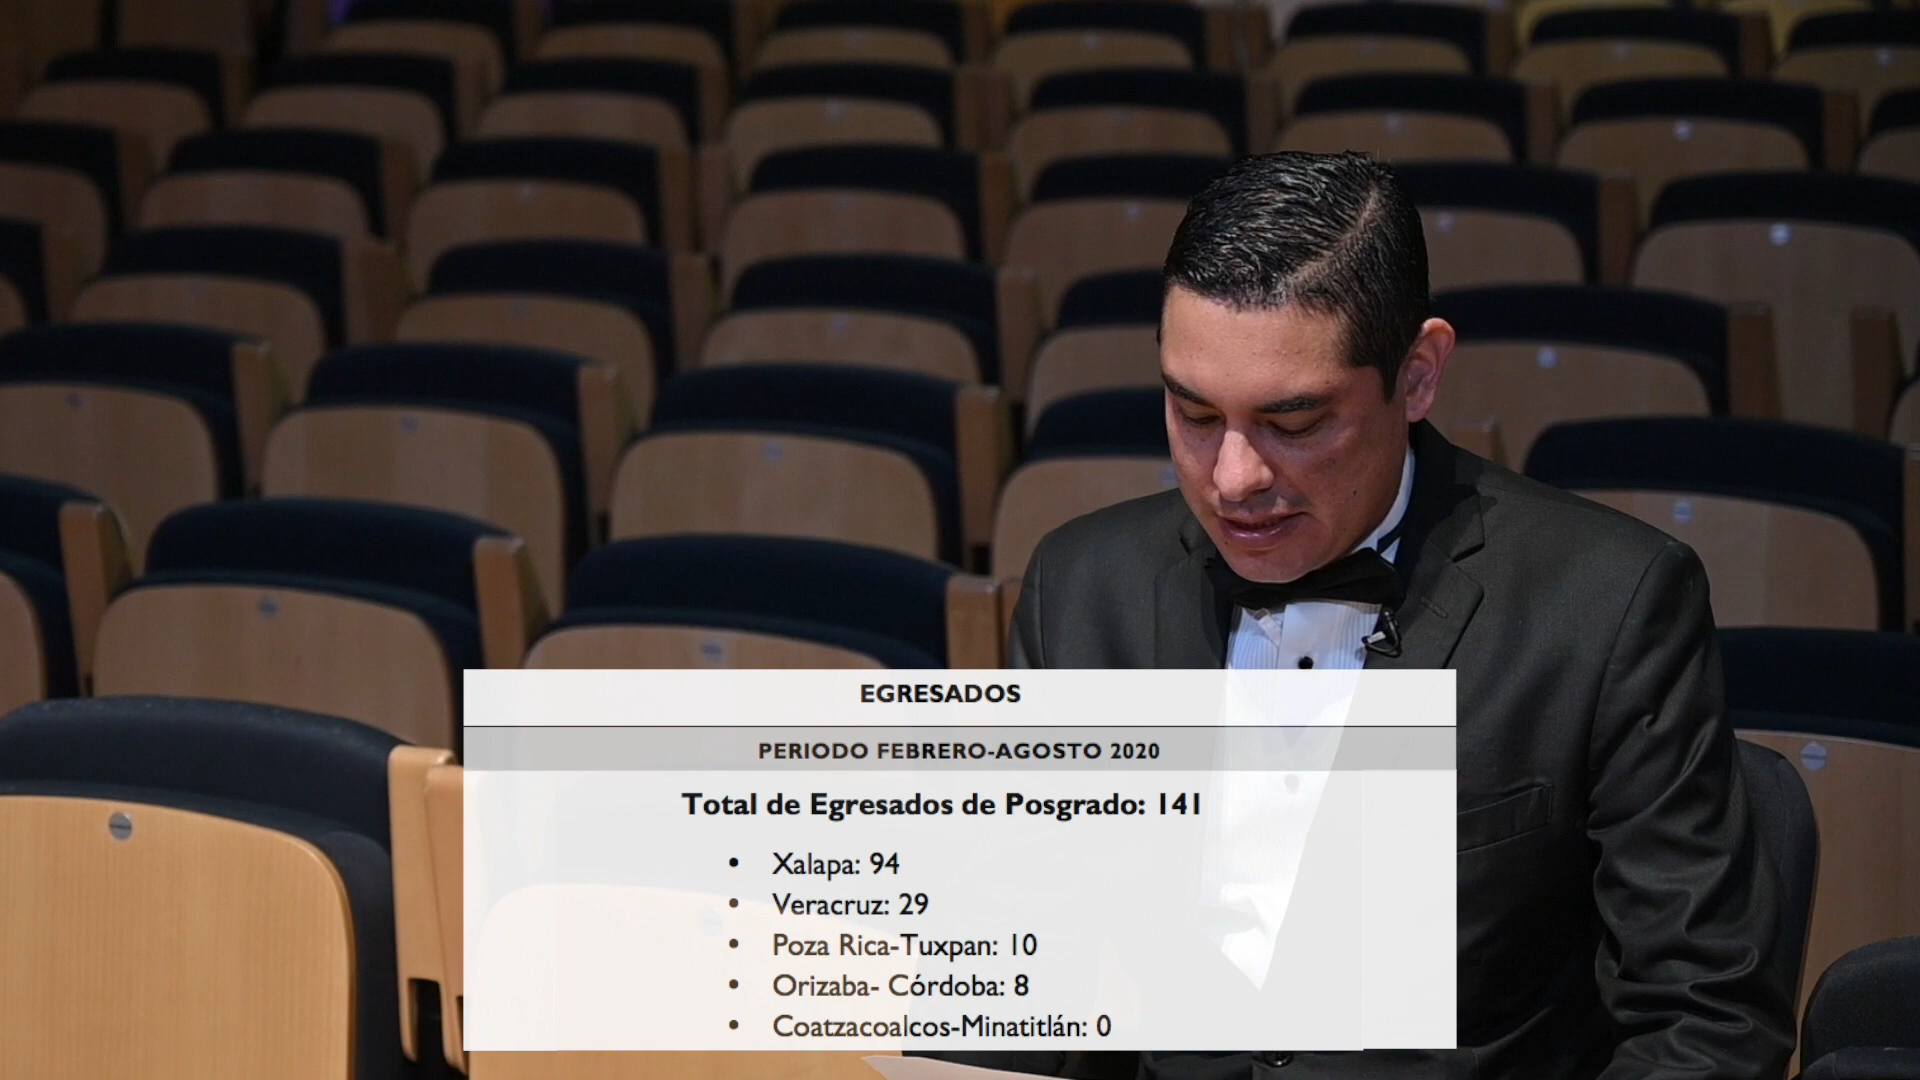 EGRESADOS
PERIODO FEBRERO-AGOSTO 2020
Total de Egresados de Posgrado: 141
• Xalapa: 94
• Veracruz: 29
• Poza Rica-Tuxpan: 10
• Orizaba- Córdoba: 8
• Coatzacoalcos-Minatitlán: 0